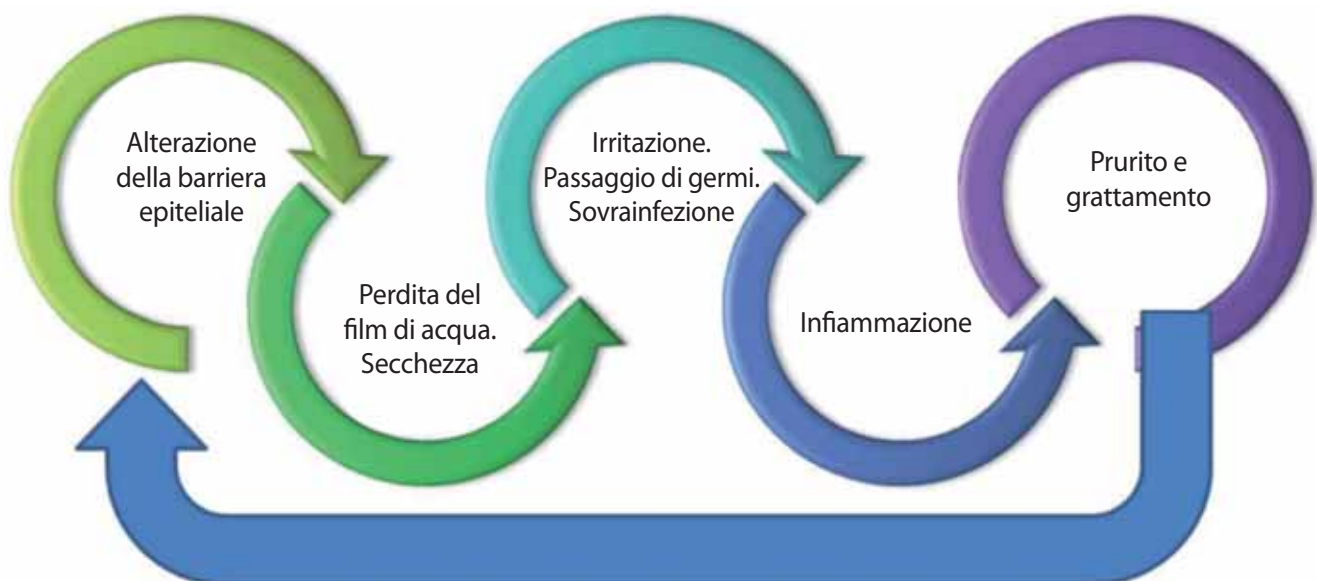 Alterazione
della barriera
epiteliale
Perdita del
film di acqua.
Secchezza
Irritazione.
Passaggio di germi.
Sovrainfezione
Infiammazione
Prurito e
grattamento